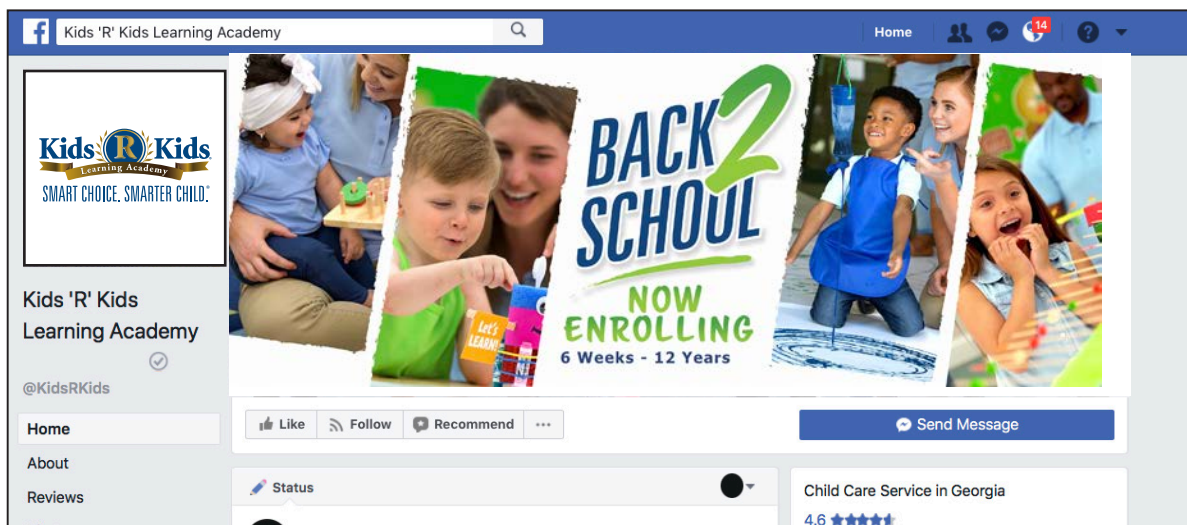 Kids 'R' Kids Learning Academy
Home
14
?
Kids R Kids
Learning Academy
SMART CHOICE. SMARTER CHILD.®
BACK 2
SCHOOL
NOW
ENROLLING
6 Weeks - 12 Years
Let's
LEARN!
Kids 'R' Kids
Learning Academy
@KidsRKids
Home
About
Reviews
Like
Follow
Recommend
...
Send Message
Status
Child Care Service in Georgia
4.6